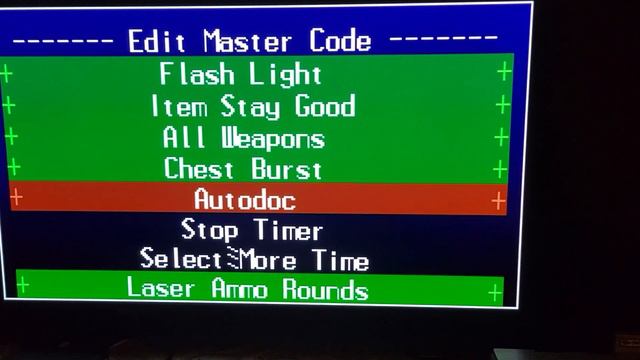 ------- Edit Master Code -------
+ Flash Light +
+ Item Stay Good +
+ All Weapons +
+ Chest Burst +
+ Autodoc +
Stop Timer
Select More Time
+ Laser Ammo Rounds +